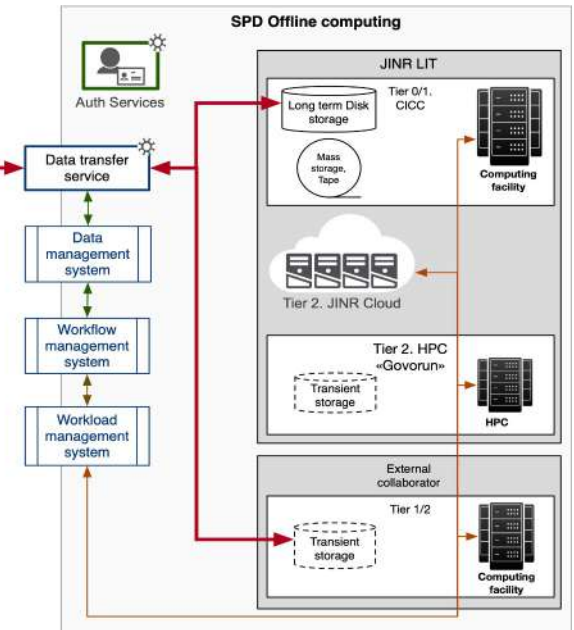 SPD Offline computing
Auth Services
Data transfer
service
Data
management
system
Workflow
management
system
Workload
management
system
JINR LIT
Tier 0/1.
CICC
Long term Disk
storage
Mass
storage,
Tape
Computing
facility
Tier 2. JINR Cloud
Tier 2. HPC
«Govorun»
Transient
storage
HPC
External
collaborator
Tier 1/2
Transient
storage
Computing
facility